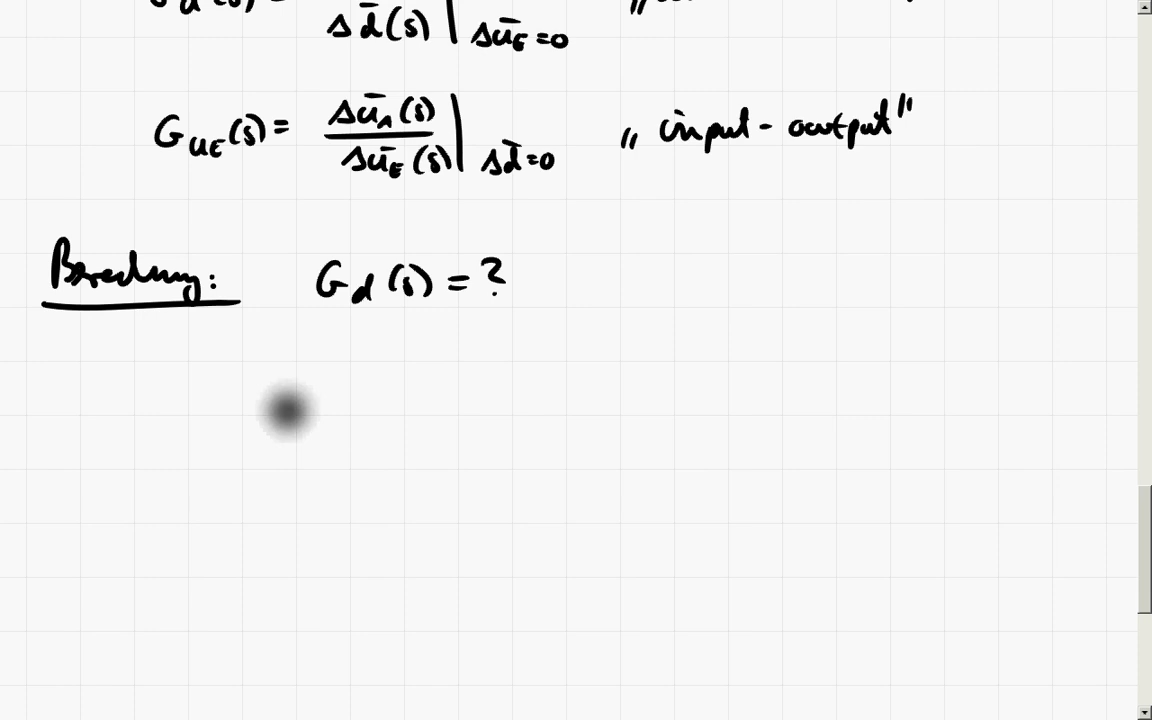 Δd̄(s) | Δū_E=0
G_uE(s) = Δū_A(s) / Δū_E(s) | Δd̄=0 „input-output"
Berechnung: G_d(s) = ?